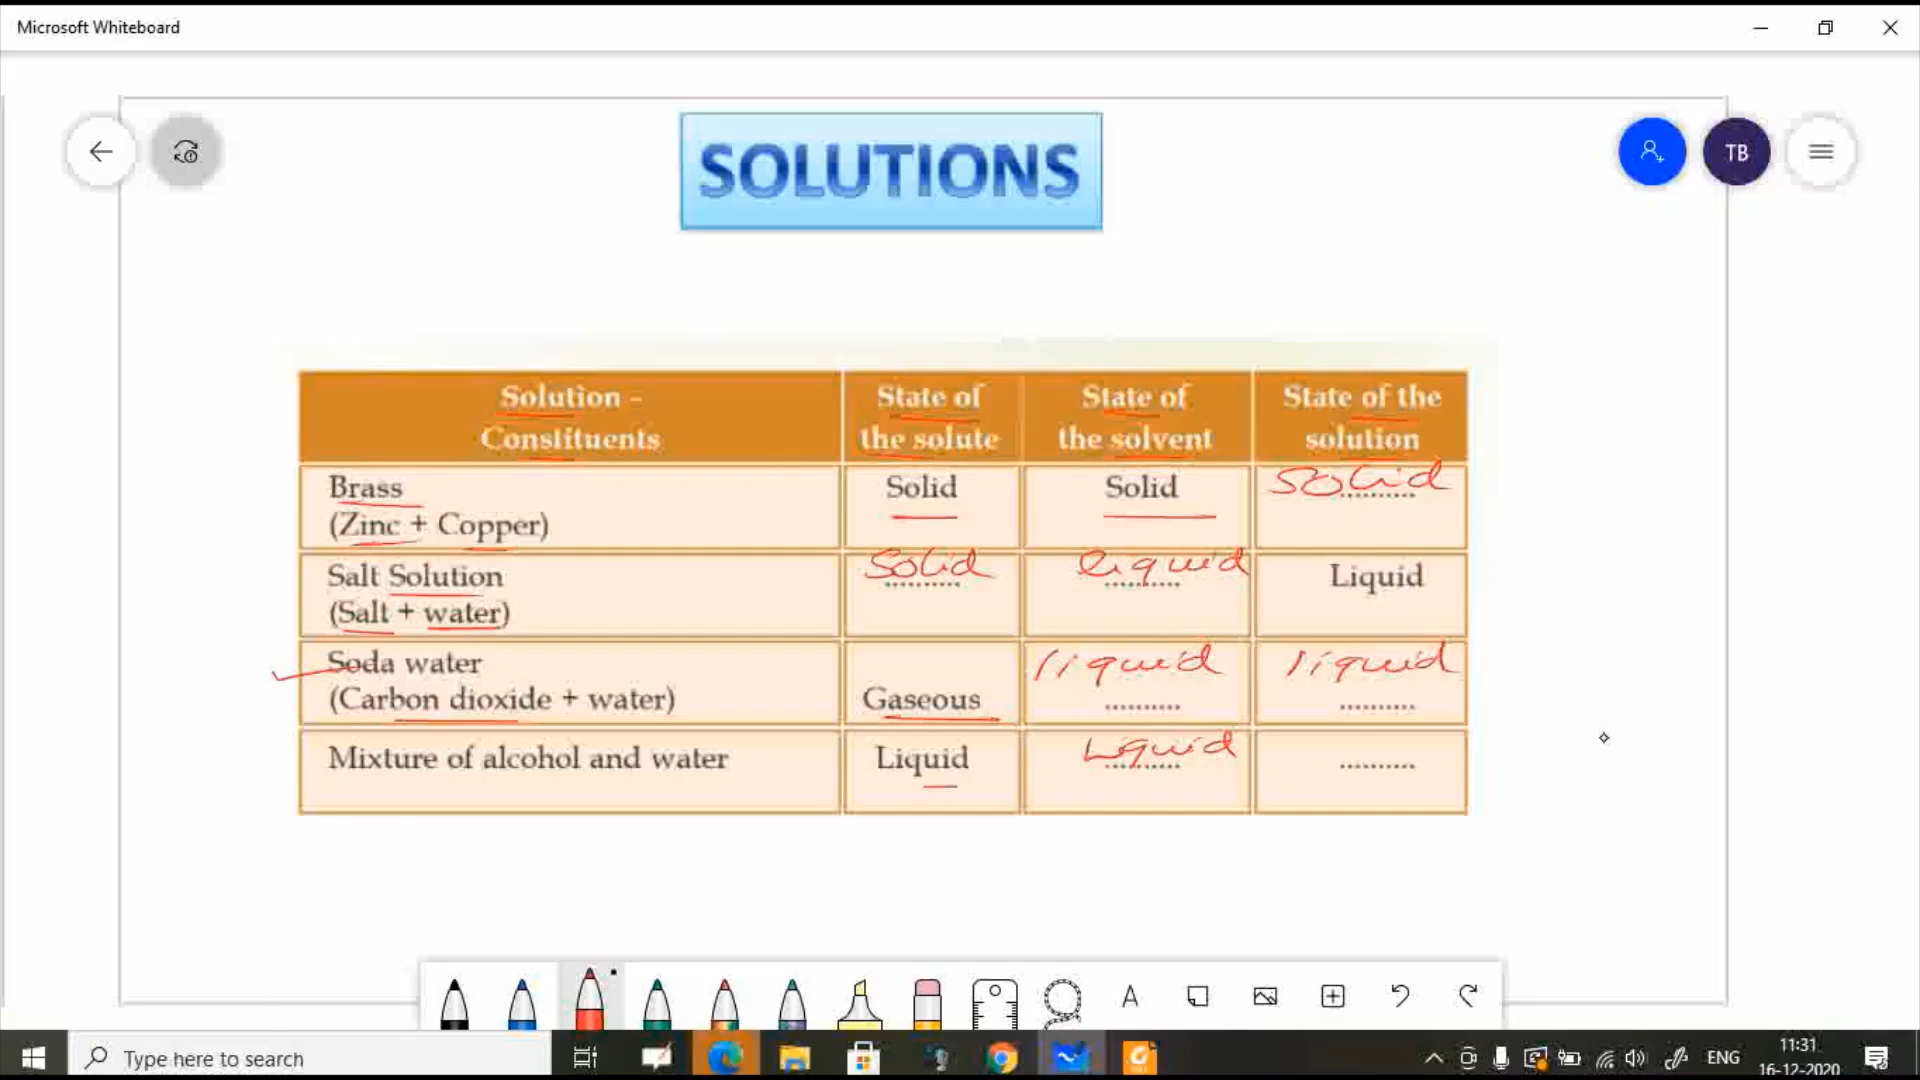 Microsoft Whiteboard
TB
SOLUTIONS
Solution -
Constituents
State of
the solute
State of
the solvent
State of the
solution
Brass
(Zinc + Copper)
Solid
Solid
Solid
..........
Salt Solution
(Salt + water)
Solid
..........
liquid
..........
Liquid
Soda water
(Carbon dioxide + water)
Gaseous
liquid
..........
liquid
..........
Mixture of alcohol and water
Liquid
Liquid
..........
..........
A
Type here to search
ENG
11:31
16-12-2020